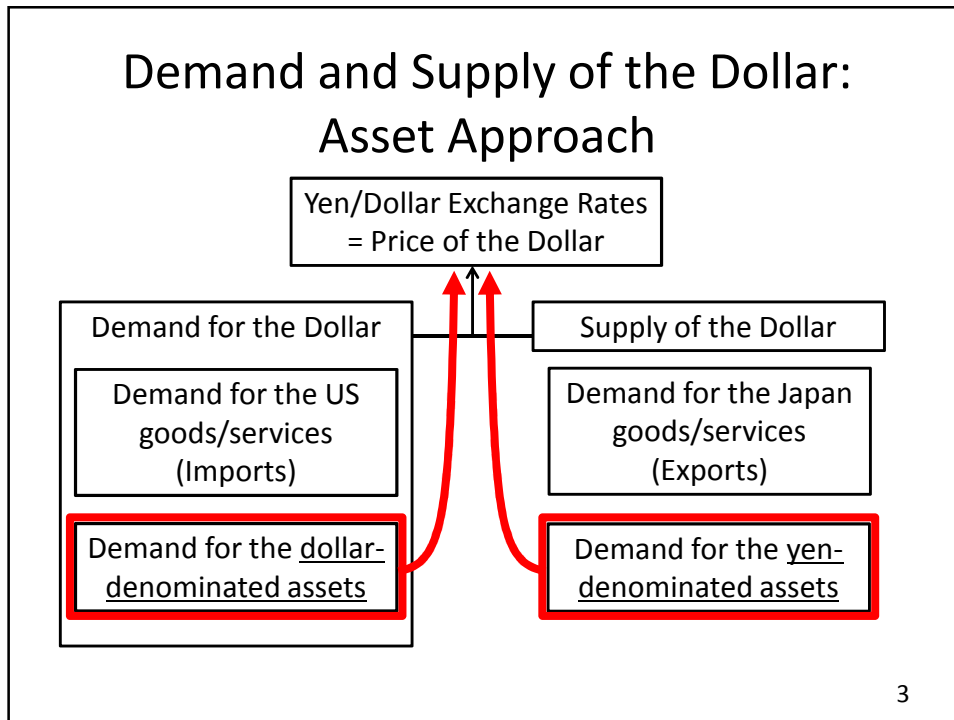 Demand and Supply of the Dollar:
Asset Approach
Yen/Dollar Exchange Rates
= Price of the Dollar
Demand for the Dollar
Supply of the Dollar
Demand for the US
goods/services
(Imports)
Demand for the Japan
goods/services
(Exports)
Demand for the dollar-
denominated assets
Demand for the yen-
denominated assets
3